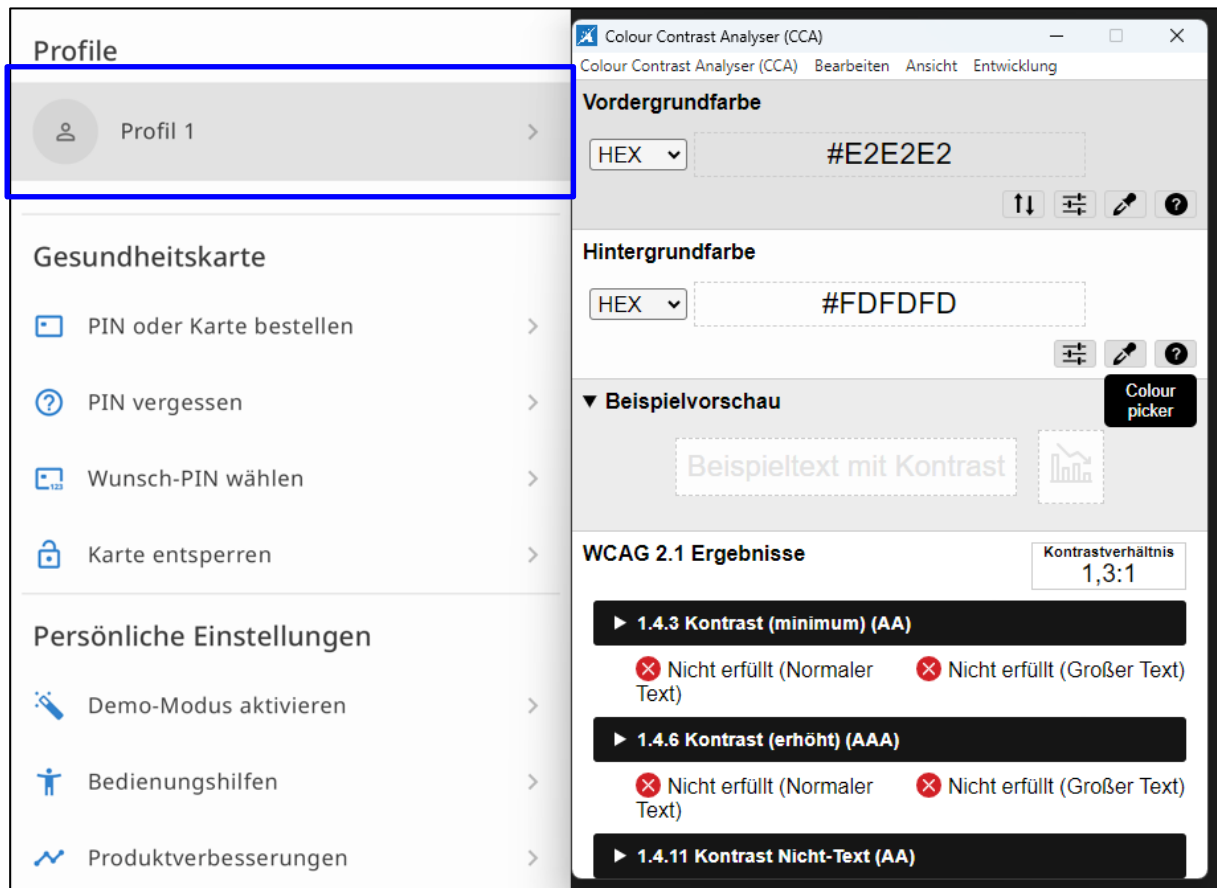 Profile
Profil 1
Gesundheitskarte
PIN oder Karte bestellen
PIN vergessen
123
Wunsch-PIN wählen
Karte entsperren
Persönliche Einstellungen
Demo-Modus aktivieren
Bedienungshilfen
Produktverbesserungen
Colour Contrast Analyser (CCA)
Colour Contrast Analyser (CCA) Bearbeiten Ansicht Entwicklung
Vordergrundfarbe
HEX #E2E2E2
Hintergrundfarbe
HEX #FDFDFD
Colour
picker
Beispielvorschau
Beispieltext mit Kontrast
WCAG 2.1 Ergebnisse
Kontrastverhältnis
1,3:1
1.4.3 Kontrast (minimum) (AA)
Nicht erfüllt (Normaler
Text)
Nicht erfüllt (Großer Text)
1.4.6 Kontrast (erhöht) (AAA)
Nicht erfüllt (Normaler
Text)
Nicht erfüllt (Großer Text)
1.4.11 Kontrast Nicht-Text (AA)